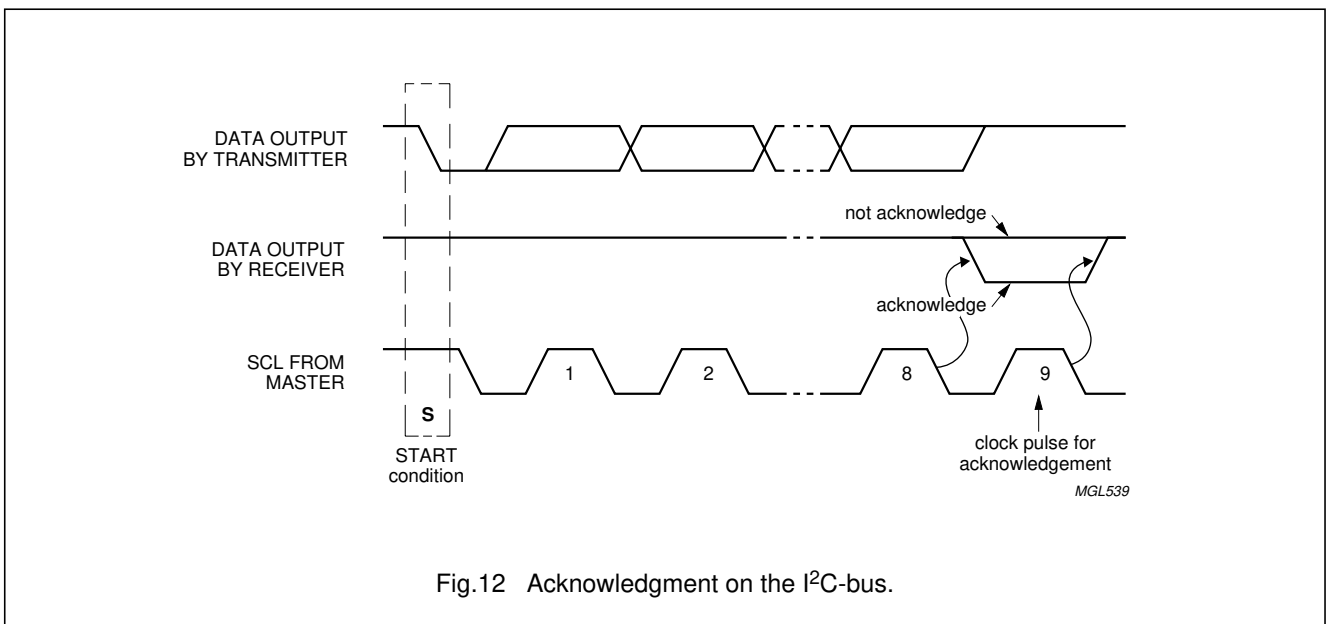 DATA OUTPUT
BY TRANSMITTER
not acknowledge
DATA OUTPUT
BY RECEIVER
acknowledge
SCL FROM
MASTER
1
2
8
9
S
START
condition
clock pulse for
acknowledgement
MGL539
Fig.12 Acknowledgment on the I²C-bus.